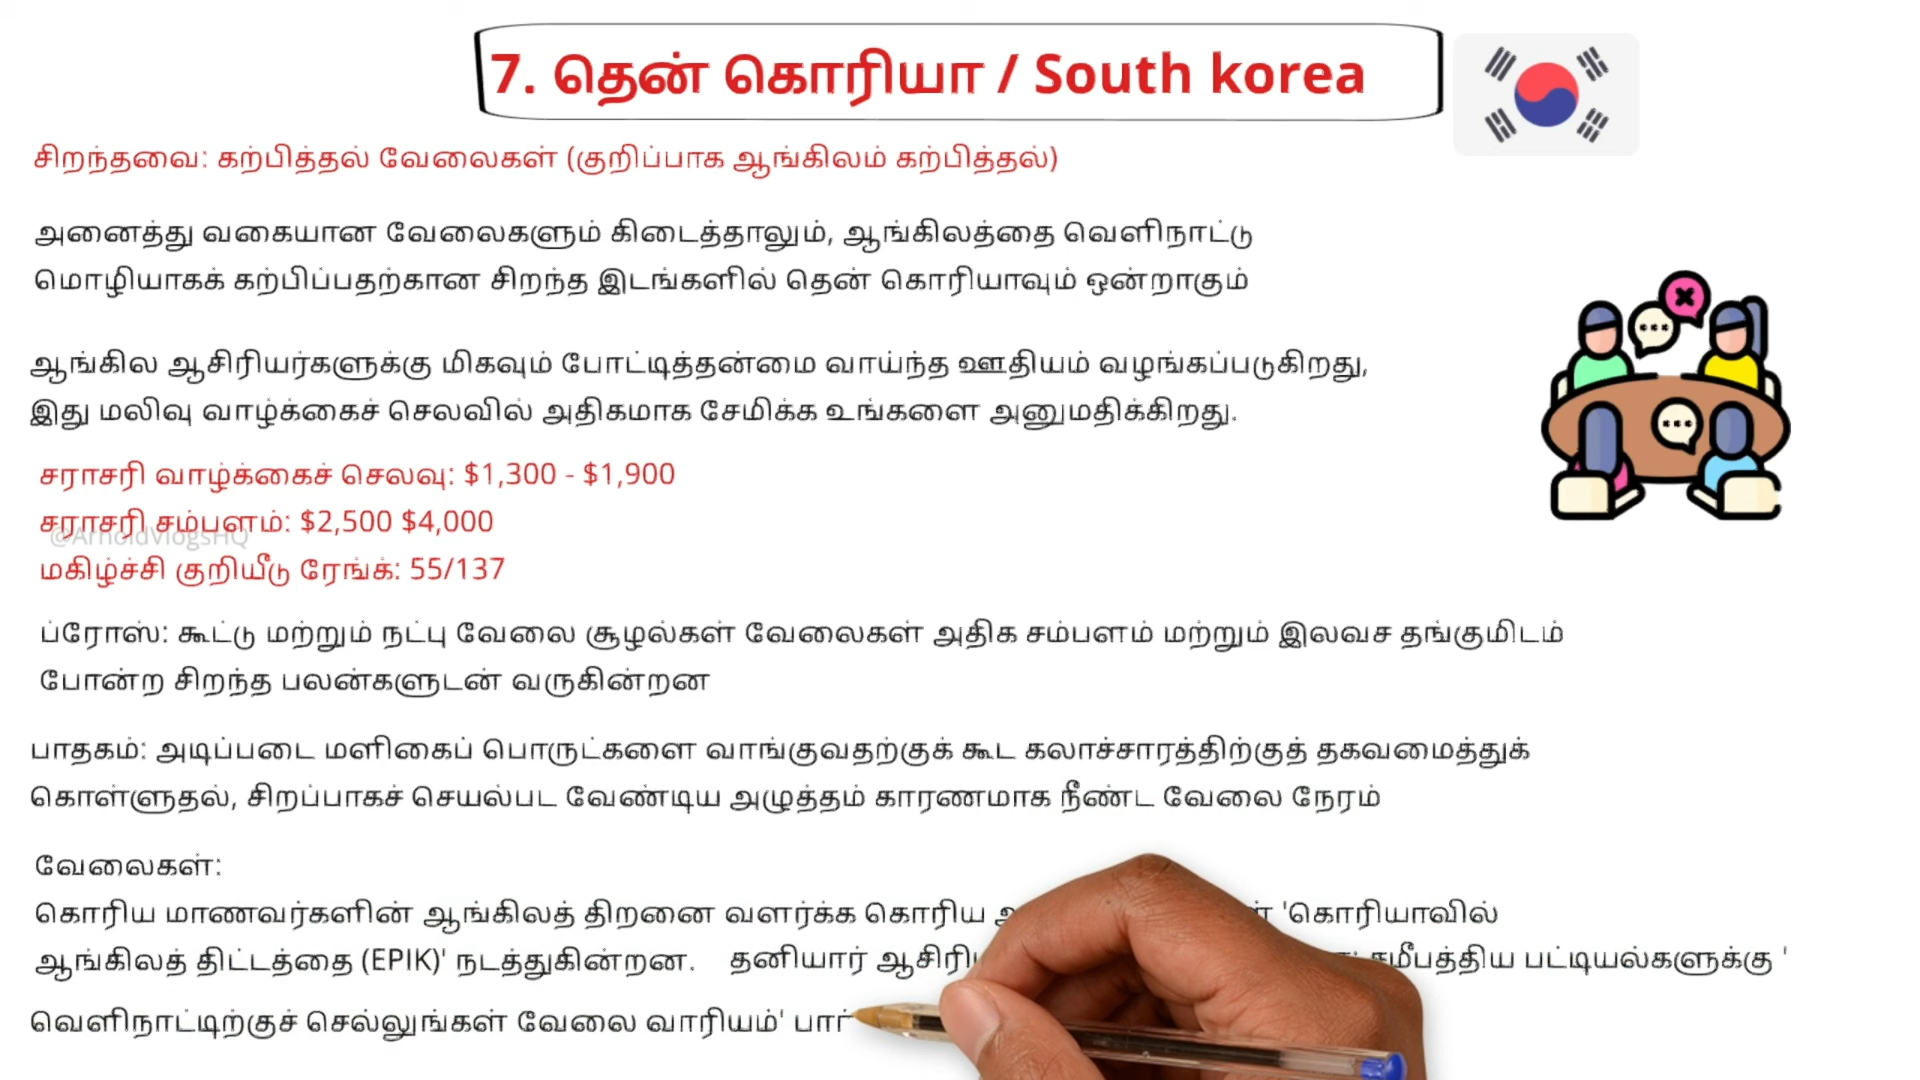 7. தென் கொரியா / South korea
சிறந்தவை: கற்பித்தல் வேலைகள் (குறிப்பாக ஆங்கிலம் கற்பித்தல்)
அனைத்து வகையான வேலைகளும் கிடைத்தாலும், ஆங்கிலத்தை வெளிநாட்டு
மொழியாகக் கற்பிப்பதற்கான சிறந்த இடங்களில் தென் கொரியாவும் ஒன்றாகும்
ஆங்கில ஆசிரியர்களுக்கு மிகவும் போட்டித்தன்மை வாய்ந்த ஊதியம் வழங்கப்படுகிறது,
இது மலிவு வாழ்க்கைச் செலவில் அதிகமாக சேமிக்க உங்களை அனுமதிக்கிறது.
சராசரி வாழ்க்கைச் செலவு: $1,300 - $1,900
சராசரி சம்பளம்: $2,500 $4,000
@ArnoldVlogsHQ
மகிழ்ச்சி குறியீடு ரேங்க்: 55/137
ப்ரோஸ்: கூட்டு மற்றும் நட்பு வேலை சூழல்கள் வேலைகள் அதிக சம்பளம் மற்றும் இலவச தங்குமிடம்
போன்ற சிறந்த பலன்களுடன் வருகின்றன
பாதகம்: அடிப்படை மளிகைப் பொருட்களை வாங்குவதற்குக் கூட கலாச்சாரத்திற்குத் தகவமைத்துக்
கொள்ளுதல், சிறப்பாகச் செயல்பட வேண்டிய அழுத்தம் காரணமாக நீண்ட வேலை நேரம்
வேலைகள்:
கொரிய மாணவர்களின் ஆங்கிலத் திறனை வளர்க்க கொரிய 'கொரியாவில்
ஆங்கிலத் திட்டத்தை (EPIK)' நடத்துகின்றன. தனியார் சமீபத்திய பட்டியல்களுக்கு '
வெளிநாட்டிற்குச் செல்லுங்கள் வேலை வாரியம்'